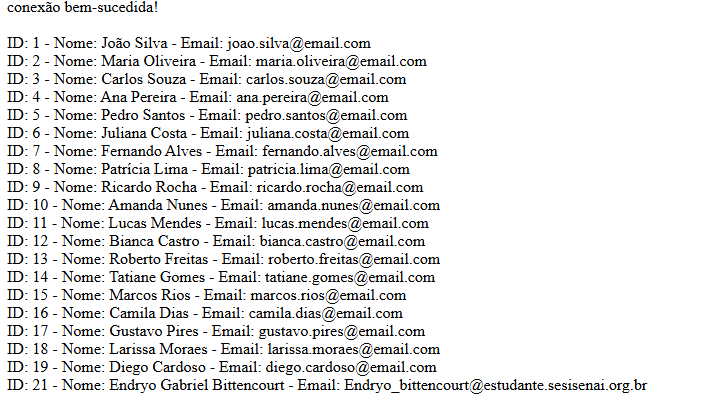 conexão bem-sucedida!
ID: 1 - Nome: João Silva - Email: joao.silva@email.com
ID: 2 - Nome: Maria Oliveira - Email: maria.oliveira@email.com
ID: 3 - Nome: Carlos Souza - Email: carlos.souza@email.com
ID: 4 - Nome: Ana Pereira - Email: ana.pereira@email.com
ID: 5 - Nome: Pedro Santos - Email: pedro.santos@email.com
ID: 6 - Nome: Juliana Costa - Email: juliana.costa@email.com
ID: 7 - Nome: Fernando Alves - Email: fernando.alves@email.com
ID: 8 - Nome: Patrícia Lima - Email: patricia.lima@email.com
ID: 9 - Nome: Ricardo Rocha - Email: ricardo.rocha@email.com
ID: 10 - Nome: Amanda Nunes - Email: amanda.nunes@email.com
ID: 11 - Nome: Lucas Mendes - Email: lucas.mendes@email.com
ID: 12 - Nome: Bianca Castro - Email: bianca.castro@email.com
ID: 13 - Nome: Roberto Freitas - Email: roberto.freitas@email.com
ID: 14 - Nome: Tatiane Gomes - Email: tatiane.gomes@email.com
ID: 15 - Nome: Marcos Rios - Email: marcos.rios@email.com
ID: 16 - Nome: Camila Dias - Email: camila.dias@email.com
ID: 17 - Nome: Gustavo Pires - Email: gustavo.pires@email.com
ID: 18 - Nome: Larissa Moraes - Email: larissa.moraes@email.com
ID: 19 - Nome: Diego Cardoso - Email: diego.cardoso@email.com
ID: 21 - Nome: Endryo Gabriel Bittencourt - Email: Endryo_bittencourt@estudante.sesisenai.org.br